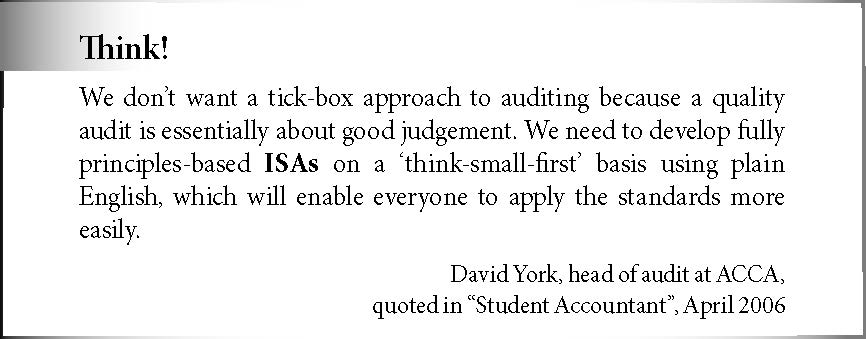 Think!
We don’t want a tick-box approach to auditing because a quality
audit is essentially about good judgement. We need to develop fully
principles-based ISAs on a ‘think-small-first’ basis using plain
English, which will enable everyone to apply the standards more
easily.
David York, head of audit at ACCA,
quoted in “Student Accountant”, April 2006